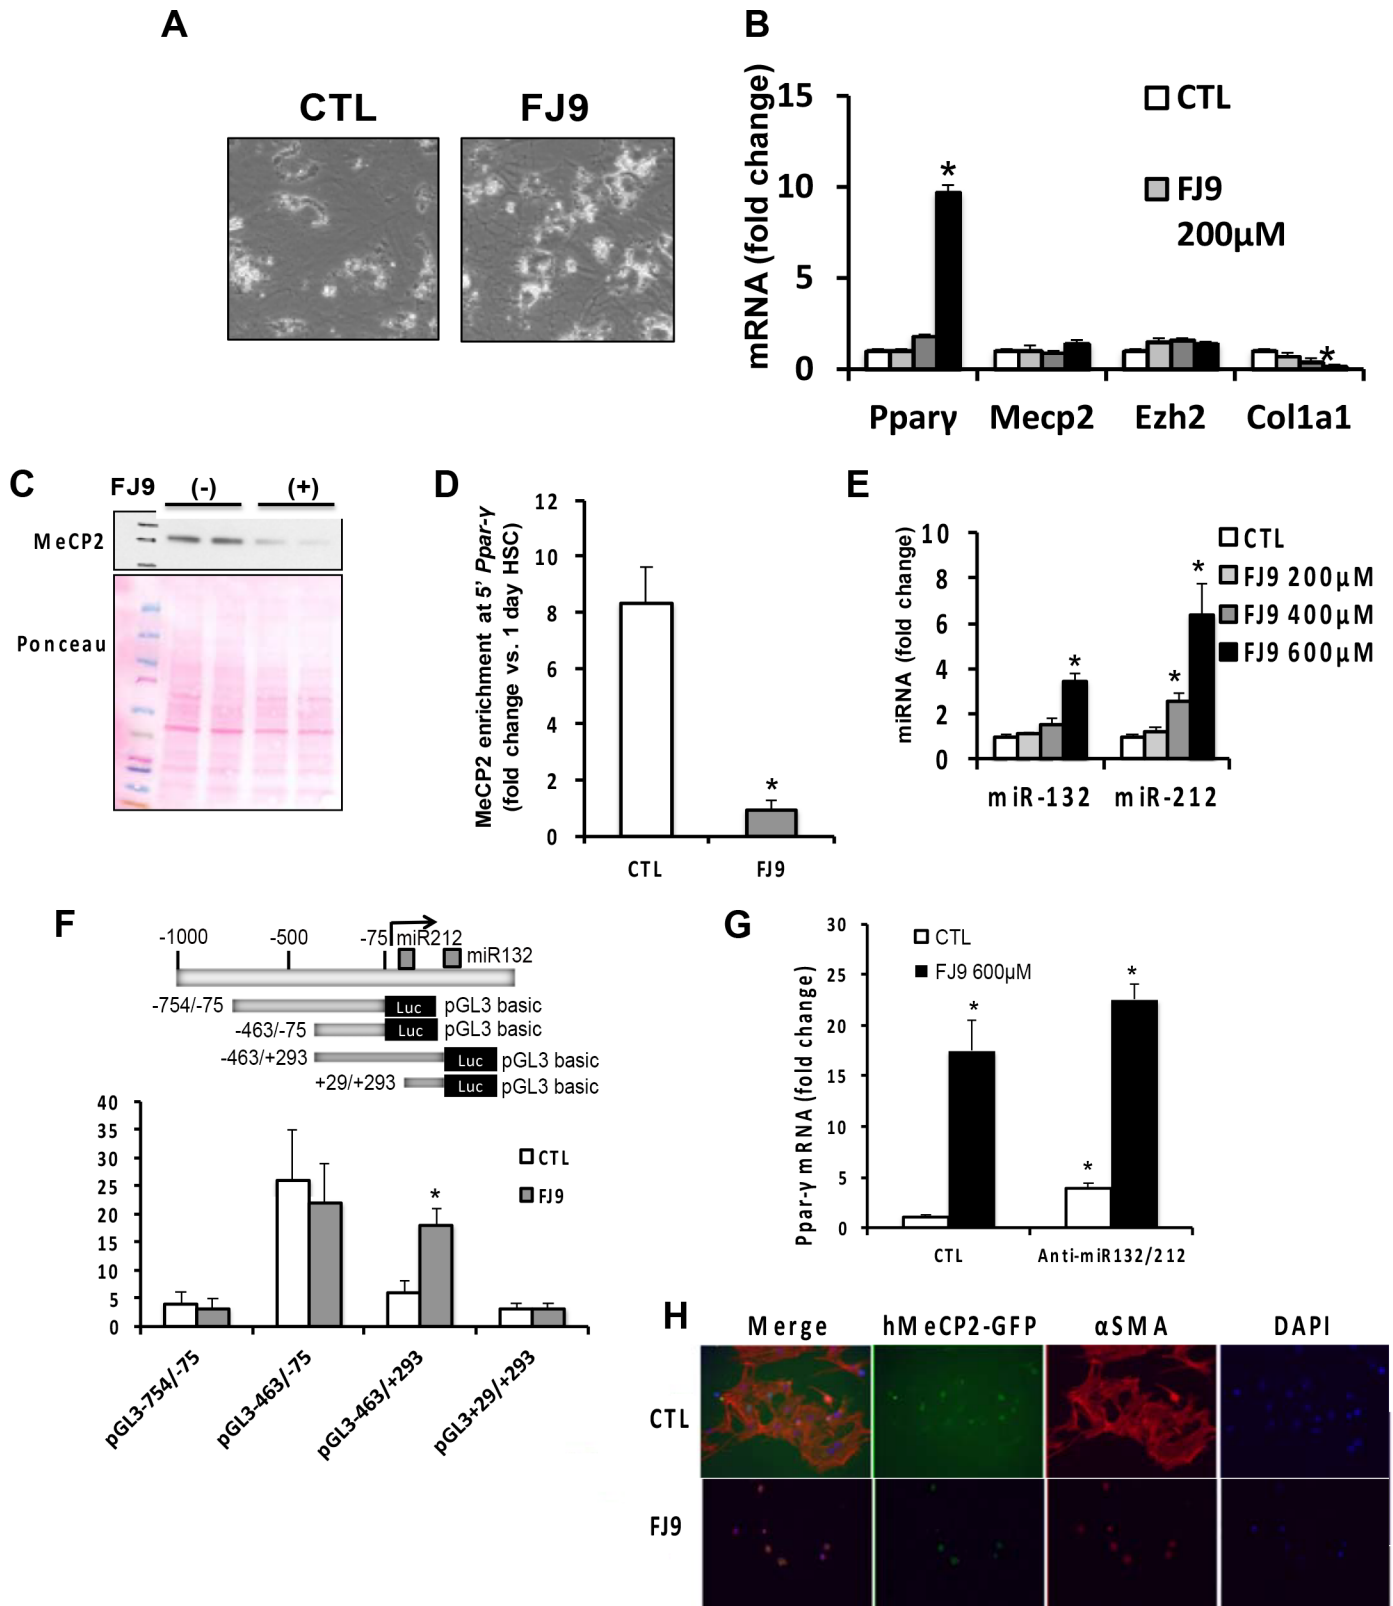 A
CTL
FJ9
B
mRNA (fold change)
15
10
5
0
CTL
FJ9
200µM
*
*
Pparγ
Mecp2
Ezh2
Col1a1
C
FJ9
(-)
(+)
MeCP2
Ponceau
D
MeCP2 enrichment at 5' Ppar-γ
(fold change vs. 1 day HSC)
12
10
8
6
4
2
0
*
CTL
FJ9
E
miRNA (fold change)
10
8
6
4
2
0
CTL
FJ9 200µM
FJ9 400µM
FJ9 600µM
*
*
*
miR-132
miR-212
F
-1000
-500
-75
miR212
miR132
-754/-75
Luc
pGL3 basic
-463/-75
Luc
pGL3 basic
-463/+293
Luc
pGL3 basic
+29/+293
Luc
pGL3 basic
40
35
30
25
20
15
10
5
0
CTL
FJ9
*
pGL3-754/-75
pGL3-463/-75
pGL3-463/+293
pGL3+29/+293
G
Ppar-γ mRNA (fold change)
30
25
20
15
10
5
0
CTL
FJ9 600µM
*
*
*
CTL
Anti-miR132/212
H
Merge
hMeCP2-GFP
αSMA
DAPI
CTL
FJ9